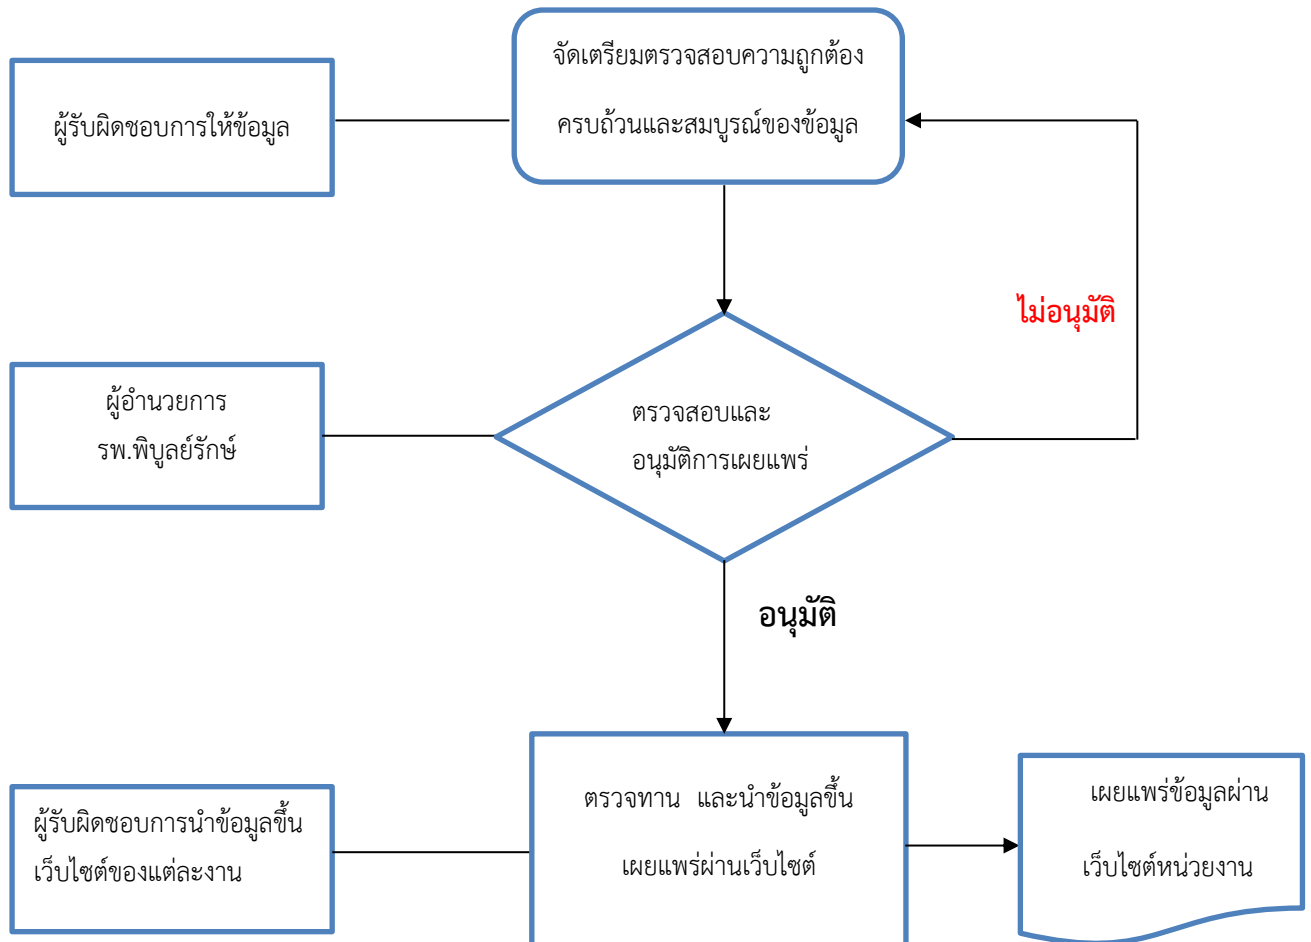 จัดเตรียมตรวจสอบความถูกต้อง
ครบถ้วนและสมบูรณ์ของข้อมูล
ผู้รับผิดชอบการให้ข้อมูล
ไม่อนุมัติ
ผู้อำนวยการ
รพ.พิบูลย์รักษ์
ตรวจสอบและ
อนุมัติการเผยแพร่
อนุมัติ
ผู้รับผิดชอบการนำข้อมูลขึ้น
เว็บไซต์ของแต่ละงาน
ตรวจทาน และนำข้อมูลขึ้น
เผยแพร่ผ่านเว็บไซต์
เผยแพร่ข้อมูลผ่าน
เว็บไซต์หน่วยงาน